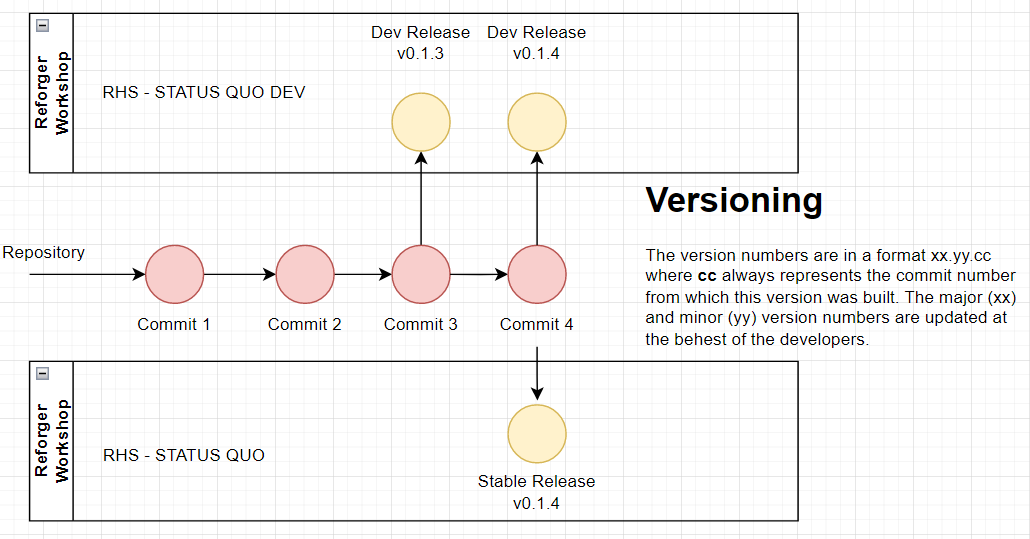 Reforger
Workshop
RHS - STATUS QUO DEV
Dev Release
v0.1.3
Dev Release
v0.1.4
Repository
Commit 1
Commit 2
Commit 3
Commit 4
Versioning
The version numbers are in a format xx.yy.cc
where cc always represents the commit number
from which this version was built. The major (xx)
and minor (yy) version numbers are updated at
the behest of the developers.
Reforger
Workshop
RHS - STATUS QUO
Stable Release
v0.1.4